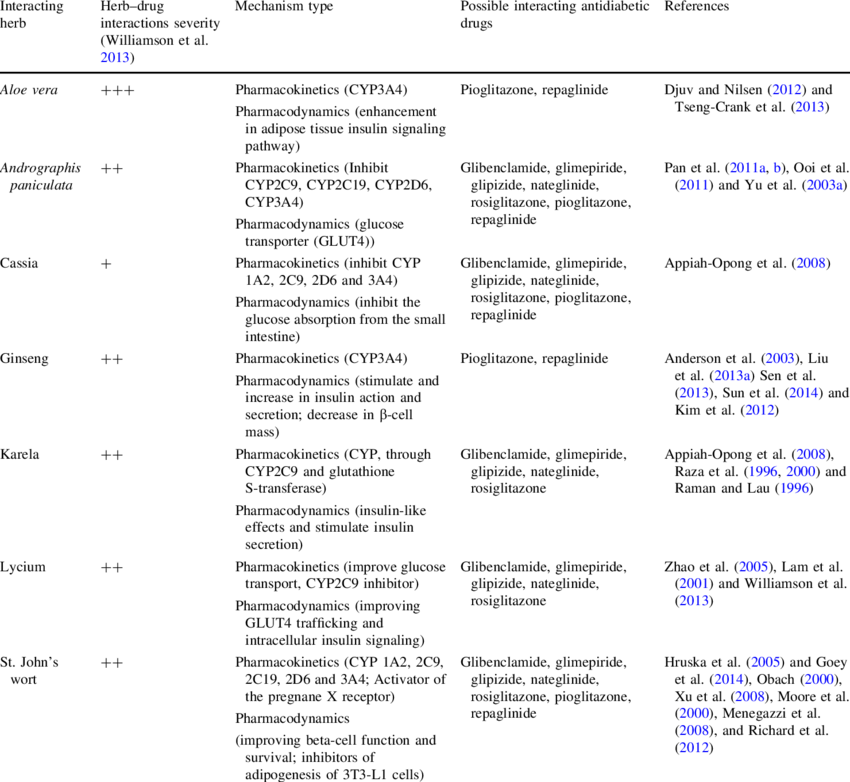 Interacting herb
Herb–drug interactions severity (Williamson et al. 2013)
Mechanism type
Possible interacting antidiabetic drugs
References
Aloe vera
+++
Pharmacokinetics (CYP3A4)
Pharmacodynamics (enhancement in adipose tissue insulin signaling pathway)
Pioglitazone, repaglinide
Djuv and Nilsen (2012) and Tseng-Crank et al. (2013)
Andrographis paniculata
++
Pharmacokinetics (Inhibit CYP2C9, CYP2C19, CYP2D6, CYP3A4)
Pharmacodynamics (glucose transporter (GLUT4))
Glibenclamide, glimepiride, glipizide, nateglinide, rosiglitazone, pioglitazone, repaglinide
Pan et al. (2011a, b), Ooi et al. (2011) and Yu et al. (2003a)
Cassia
+
Pharmacokinetics (inhibit CYP 1A2, 2C9, 2D6 and 3A4)
Pharmacodynamics (inhibit the glucose absorption from the small intestine)
Glibenclamide, glimepiride, glipizide, nateglinide, rosiglitazone, pioglitazone, repaglinide
Appiah-Opong et al. (2008)
Ginseng
++
Pharmacokinetics (CYP3A4)
Pharmacodynamics (stimulate and increase in insulin action and secretion; decrease in β-cell mass)
Pioglitazone, repaglinide
Anderson et al. (2003), Liu et al. (2013a) Sen et al. (2013), Sun et al. (2014) and Kim et al. (2012)
Karela
++
Pharmacokinetics (CYP, through CYP2C9 and glutathione S-transferase)
Pharmacodynamics (insulin-like effects and stimulate insulin secretion)
Glibenclamide, glimepiride, glipizide, nateglinide, rosiglitazone
Appiah-Opong et al. (2008), Raza et al. (1996, 2000) and Raman and Lau (1996)
Lycium
++
Pharmacokinetics (improve glucose transport, CYP2C9 inhibitor)
Pharmacodynamics (improving GLUT4 trafficking and intracellular insulin signaling)
Glibenclamide, glimepiride, glipizide, nateglinide, rosiglitazone
Zhao et al. (2005), Lam et al. (2001) and Williamson et al. (2013)
St. John's wort
++
Pharmacokinetics (CYP 1A2, 2C9, 2C19, 2D6 and 3A4; Activator of the pregnane X receptor)
Pharmacodynamics
(improving beta-cell function and survival; inhibitors of adipogenesis of 3T3-L1 cells)
Glibenclamide, glimepiride, glipizide, nateglinide, rosiglitazone, pioglitazone, repaglinide
Hruska et al. (2005) and Goey et al. (2014), Obach (2000), Xu et al. (2008), Moore et al. (2000), Menegazzi et al. (2008), and Richard et al. (2012)